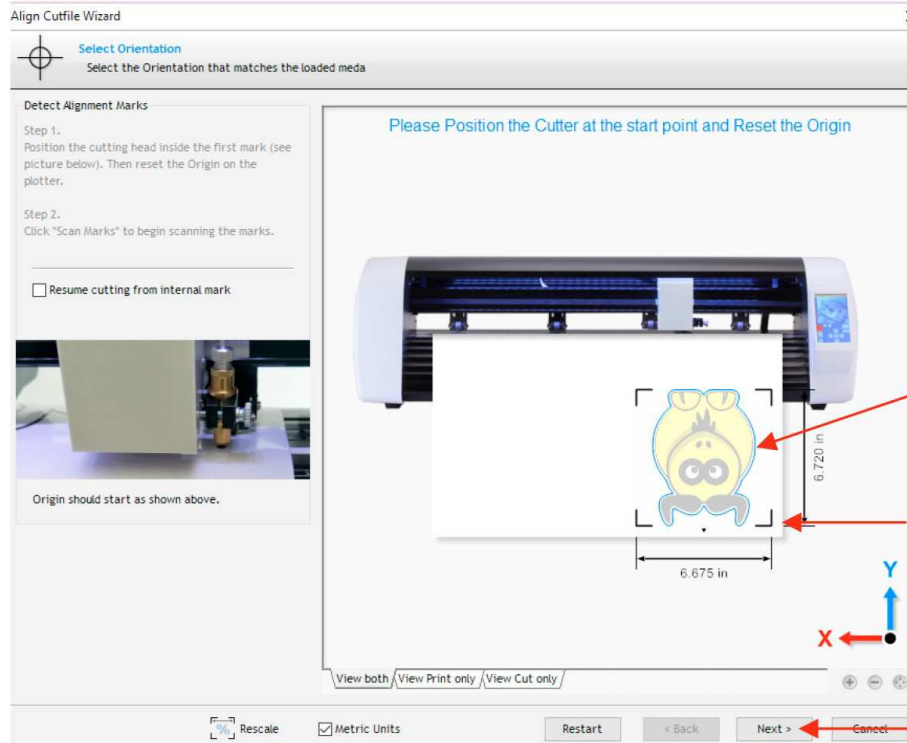 Align Cutfile Wizard
Select Orientation
Select the Orientation that matches the loaded meda
Detect Alignment Marks
Step 1.
Position the cutting head inside the first mark (see
picture below). Then reset the Origin on the
plotter.
Step 2.
Click "Scan Marks" to begin scanning the marks.
Resume cutting from internal mark
Origin should start as shown above.
Please Position the Cutter at the start point and Reset the Origin
6.720 in
6.675 in
Y
X
View both
View Print only
View Cut only
%
Rescale
Metric Units
Restart
< Back
Next >
Cancel